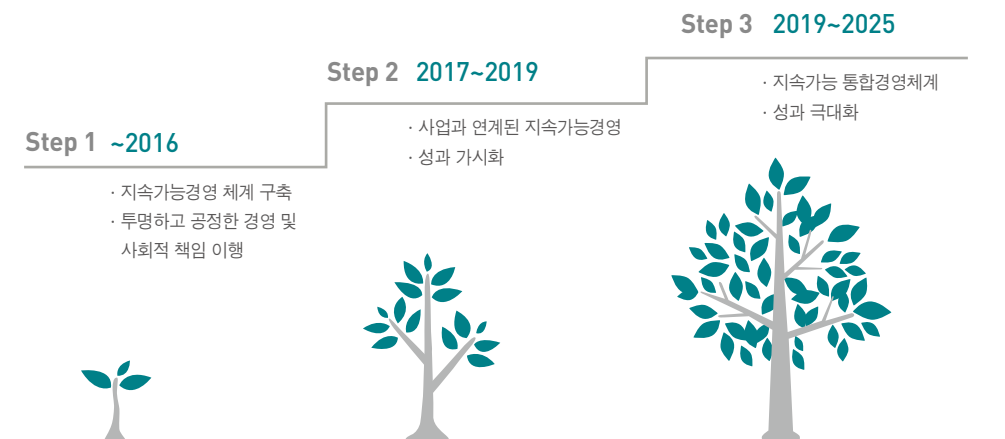 Step 1 ~2016
· 지속가능경영 체계 구축
· 투명하고 공정한 경영 및
사회적 책임 이행
Step 2 2017~2019
· 사업과 연계된 지속가능경영
· 성과 가시화
Step 3 2019~2025
· 지속가능 통합경영체계
· 성과 극대화